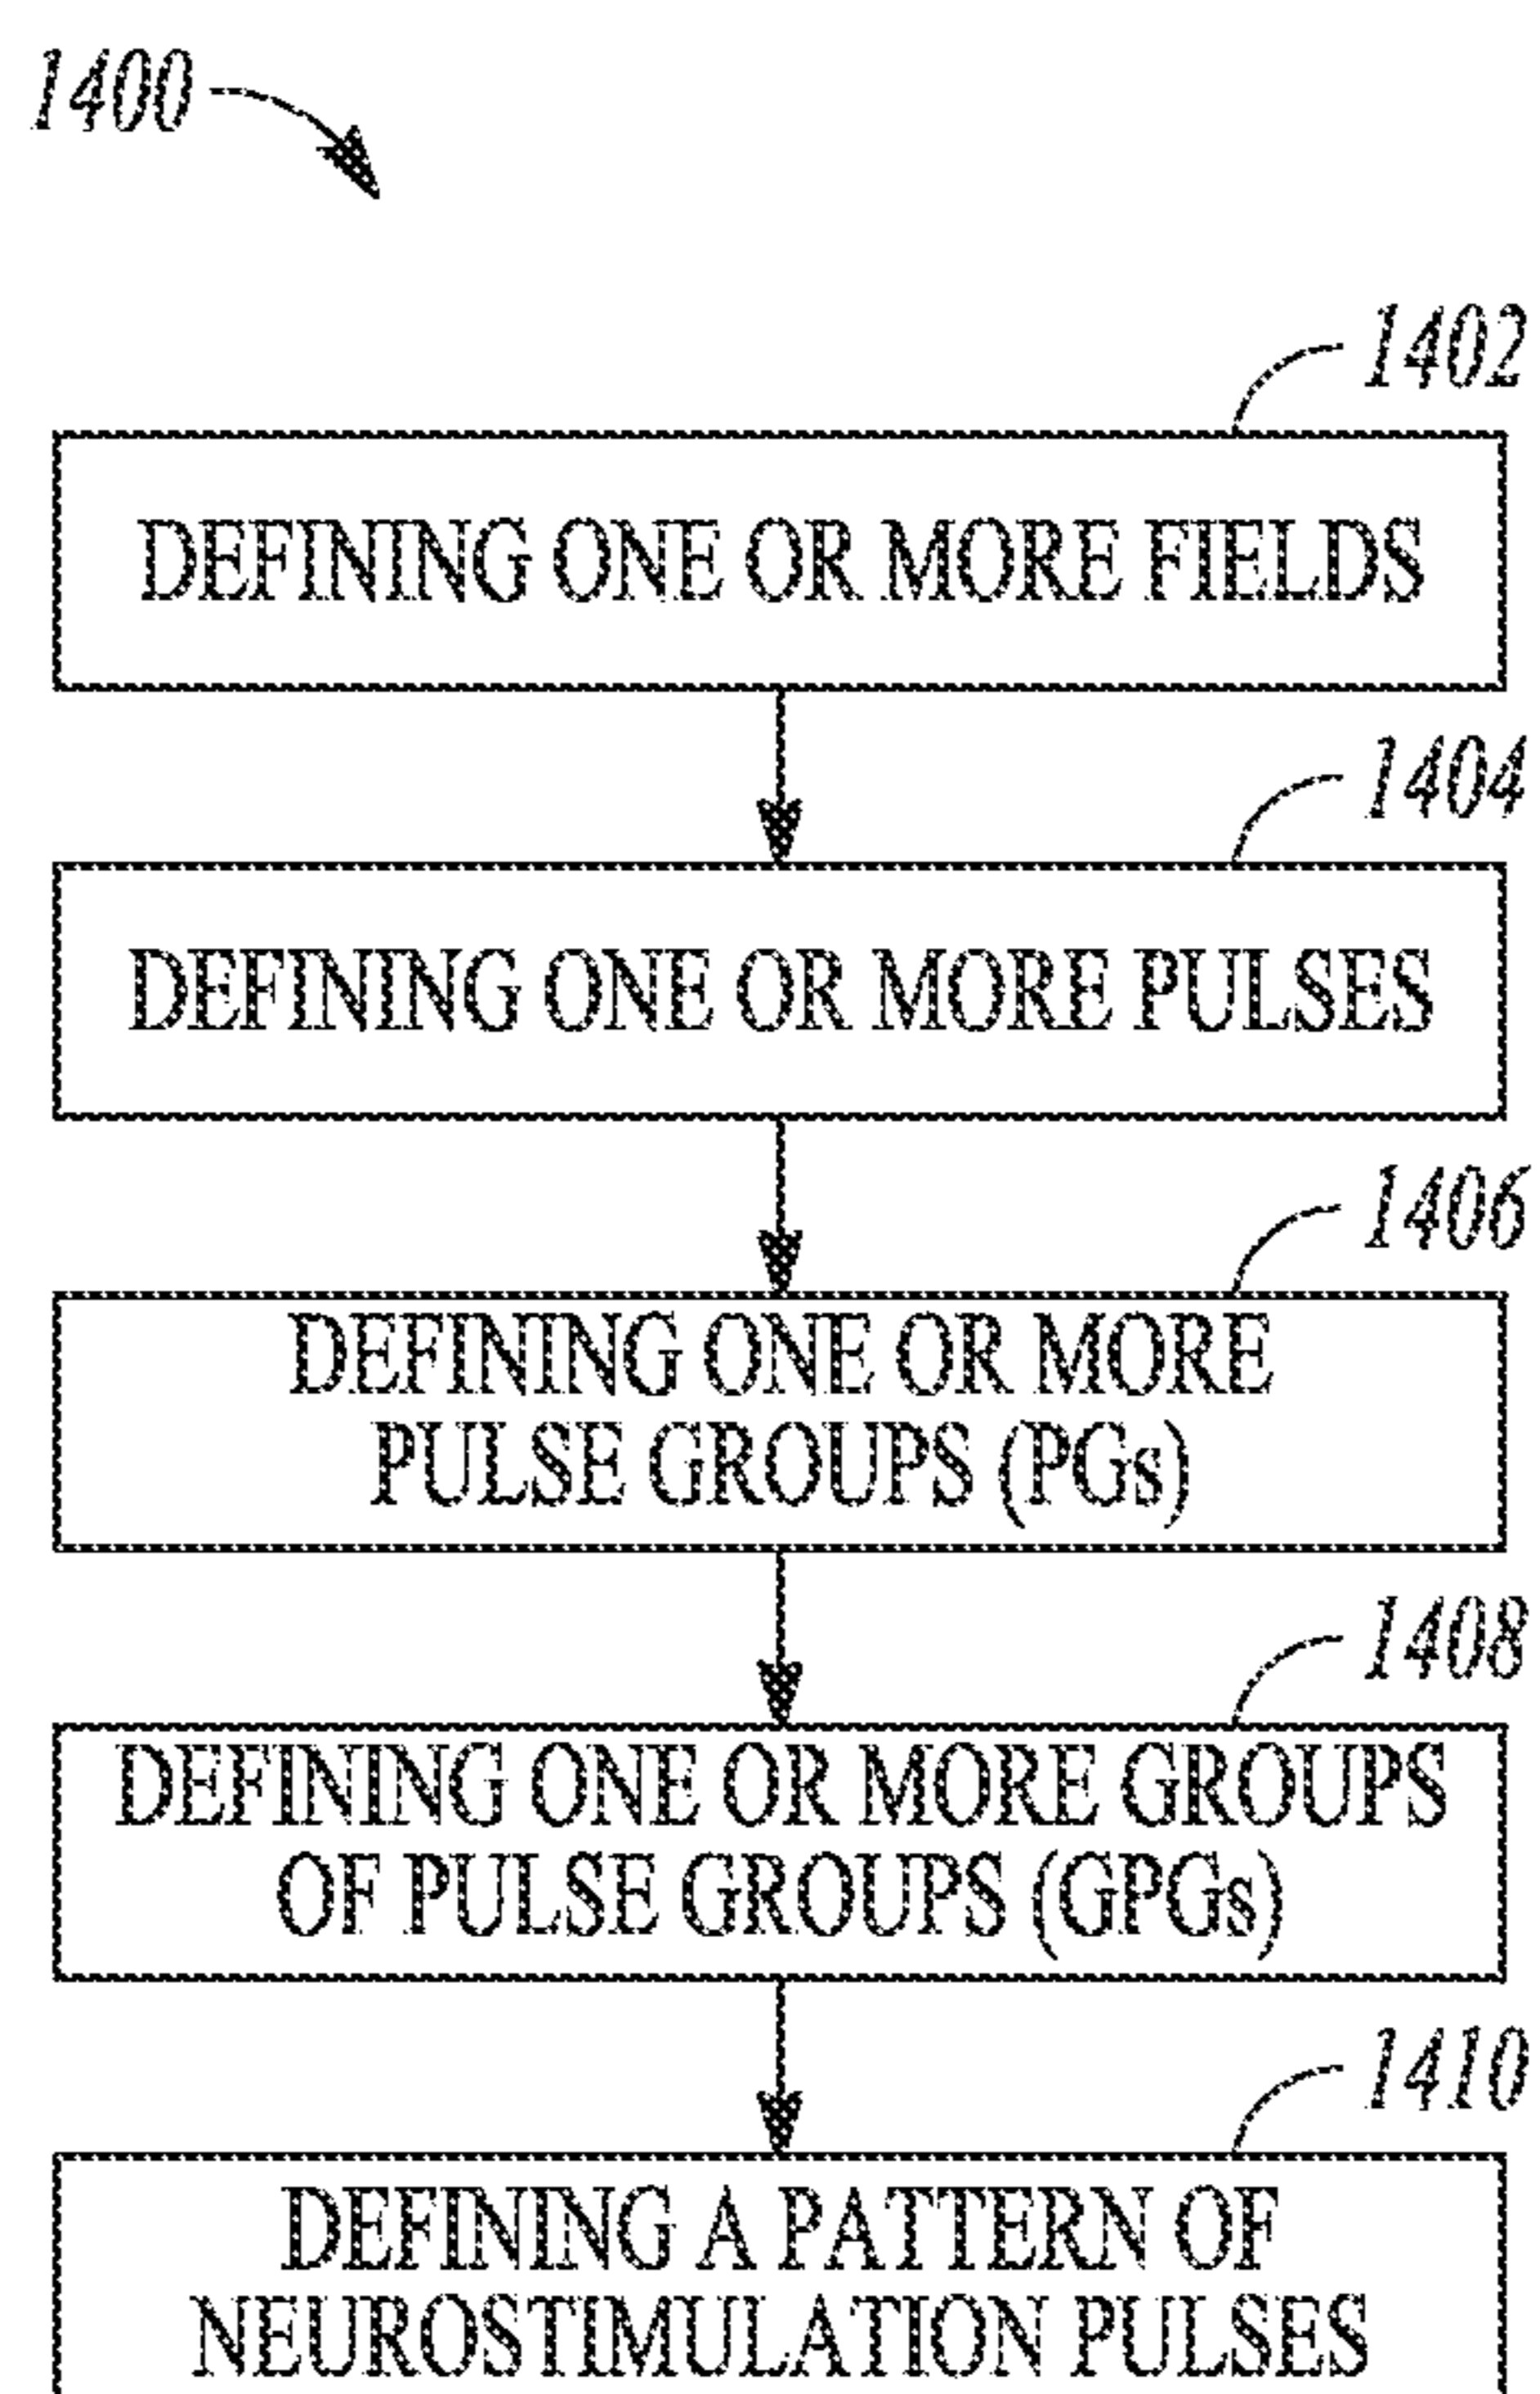 1400
1402
DEFINING ONE OR MORE FIELDS
1404
DEFINING ONE OR MORE PULSES
1406
DEFINING ONE OR MORE
PULSE GROUPS (PGs)
1408
DEFINING ONE OR MORE GROUPS
OF PULSE GROUPS (GPGs)
1410
DEFINING A PATTERN OF
NEUROSTIMULATION PULSES